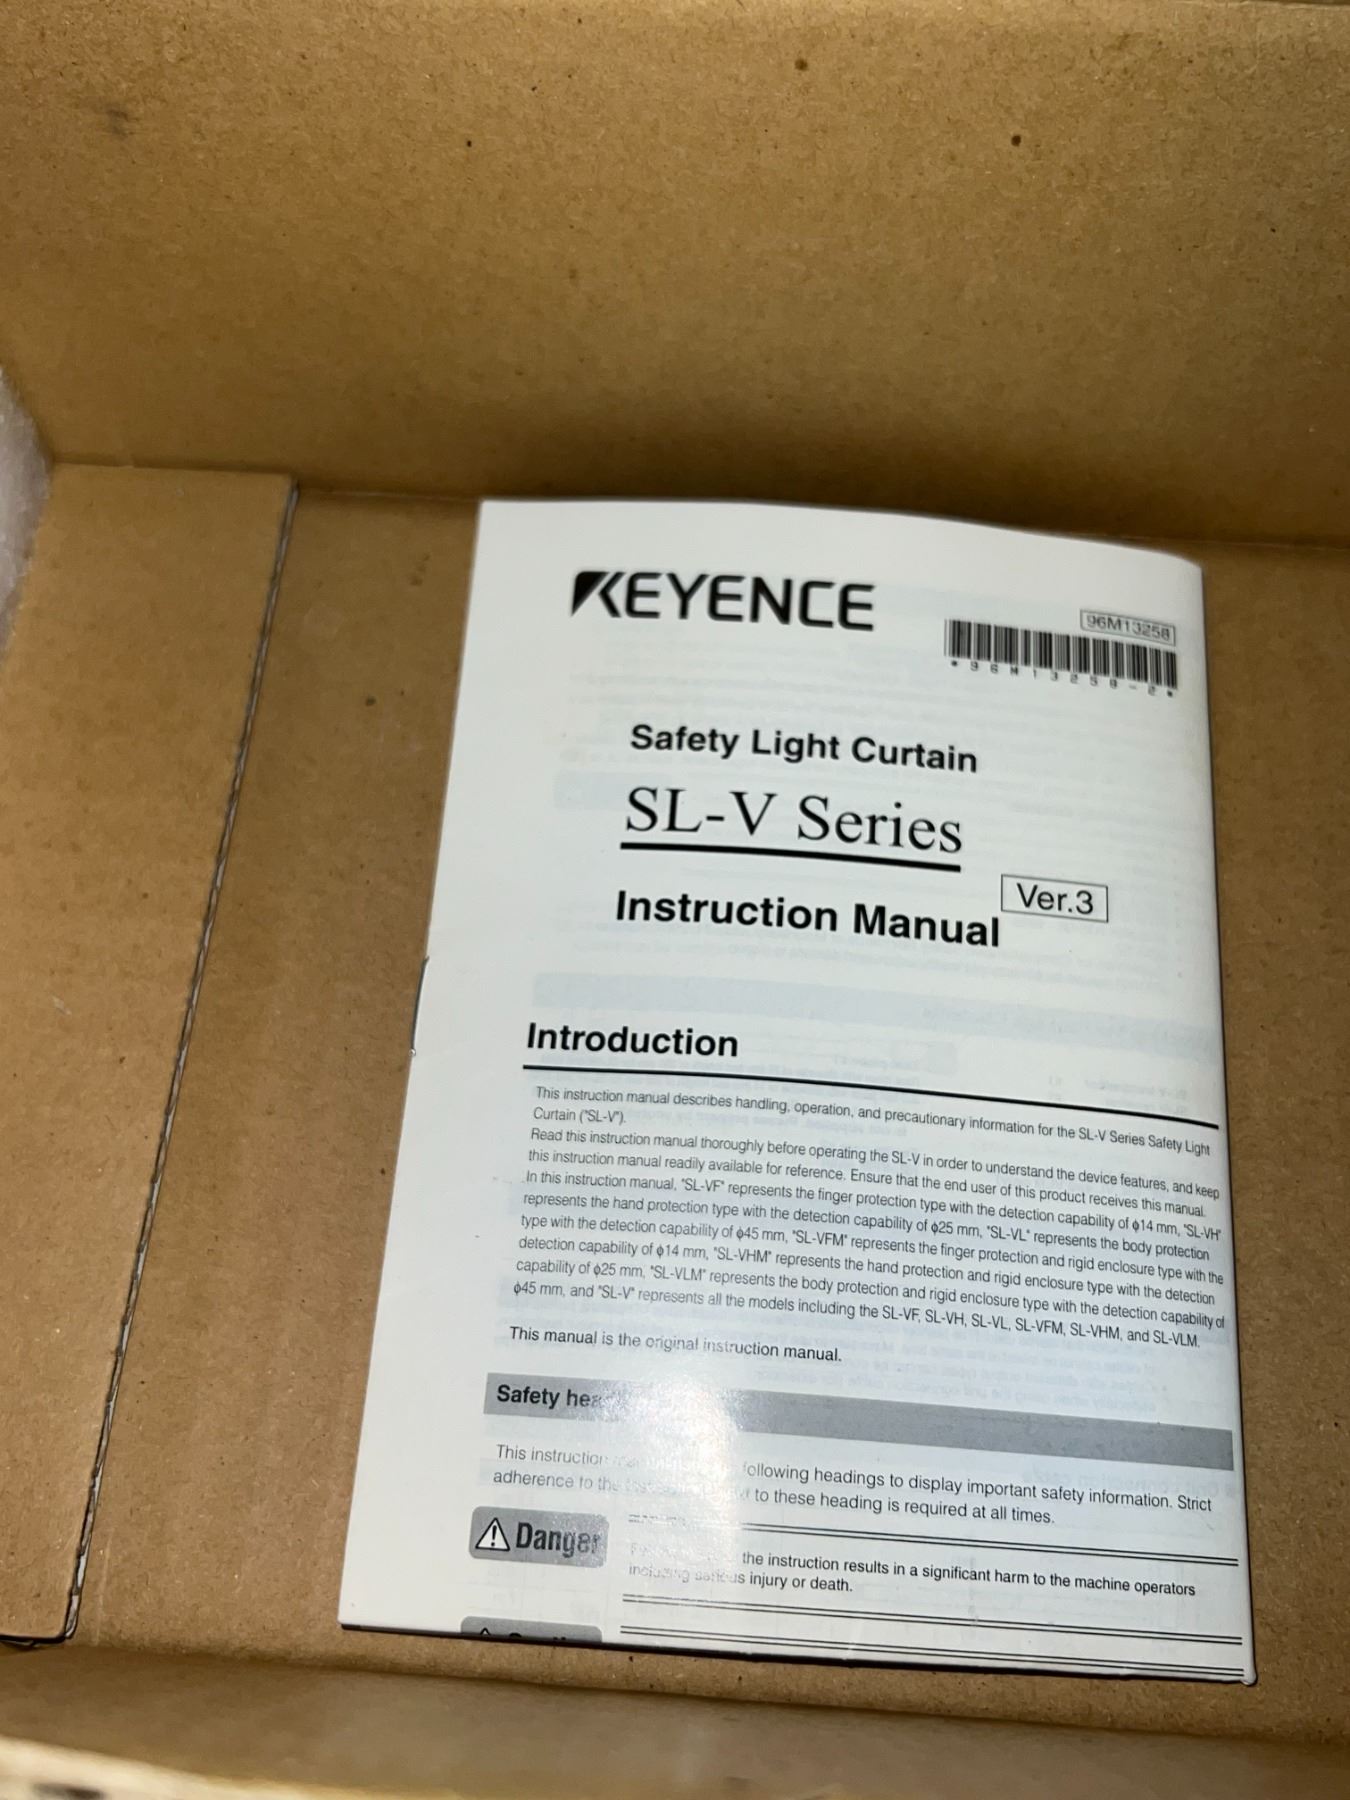 KEYENCE
96M13258
*96M13258-2*
Safety Light Curtain
SL-V Series
Ver.3
Instruction Manual
Introduction
This instruction manual describes handling, operation, and precautionary information for the SL-V Series Safety Light
Curtain ("SL-V").
Read this instruction manual thoroughly before operating the SL-V in order to understand the device features, and keep
this instruction manual readily available for reference. Ensure that the end user of this product receives this manual.
In this instruction manual, "SL-VF" represents the finger protection type with the detection capability of ϕ14 mm, "SL-VH"
represents the hand protection type with the detection capability of ϕ25 mm, "SL-VL" represents the body protection
type with the detection capability of ϕ45 mm, "SL-VFM" represents the finger protection and rigid enclosure type with the
detection capability of ϕ14 mm, "SL-VHM" represents the hand protection and rigid enclosure type with the detection
capability of ϕ25 mm, "SL-VLM" represents the body protection and rigid enclosure type with the detection capability of
ϕ45 mm, and "SL-V" represents all the models including the SL-VF, SL-VH, SL-VL, SL-VFM, SL-VHM, and SL-VLM.
This manual is the original instruction manual.
Safety
This instruction following headings to display important safety information. Strict
adherence to the to these heading is required at all times.
Danger
the instruction results in a significant harm to the machine operators
including serious injury or death.